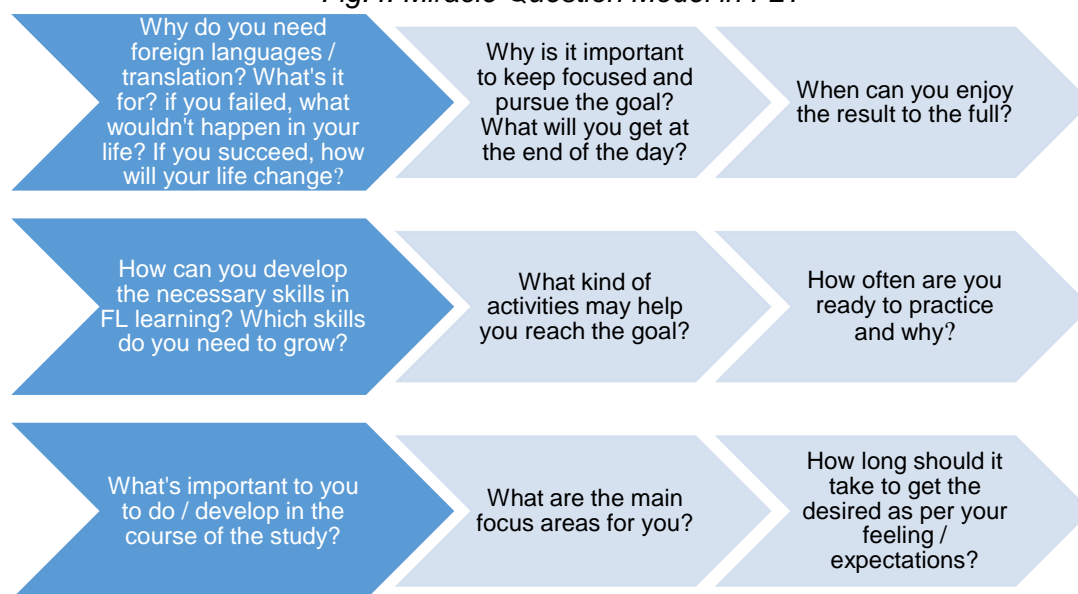 Miracle Question Model in
Why do you need
foreign languages /
translation? What's it
for? if you failed, what
wouldn't happen in your
life? If you succeed, how
will your life change?
Why is it important
to keep focused and
pursue the goal?
What will you get at
the end of the day?
When can you enjoy
the result to the full?
How can you develop
the necessary skills in
FL learning? Which skills
do you need to grow?
What kind of
activities may help
you reach the goal?
How often are you
ready to practice
and why?
What's important to you
to do / develop in the
course of the study?
What are the main
focus areas for you?
How long should it
take to get the
desired as per your
feeling /
expectations?